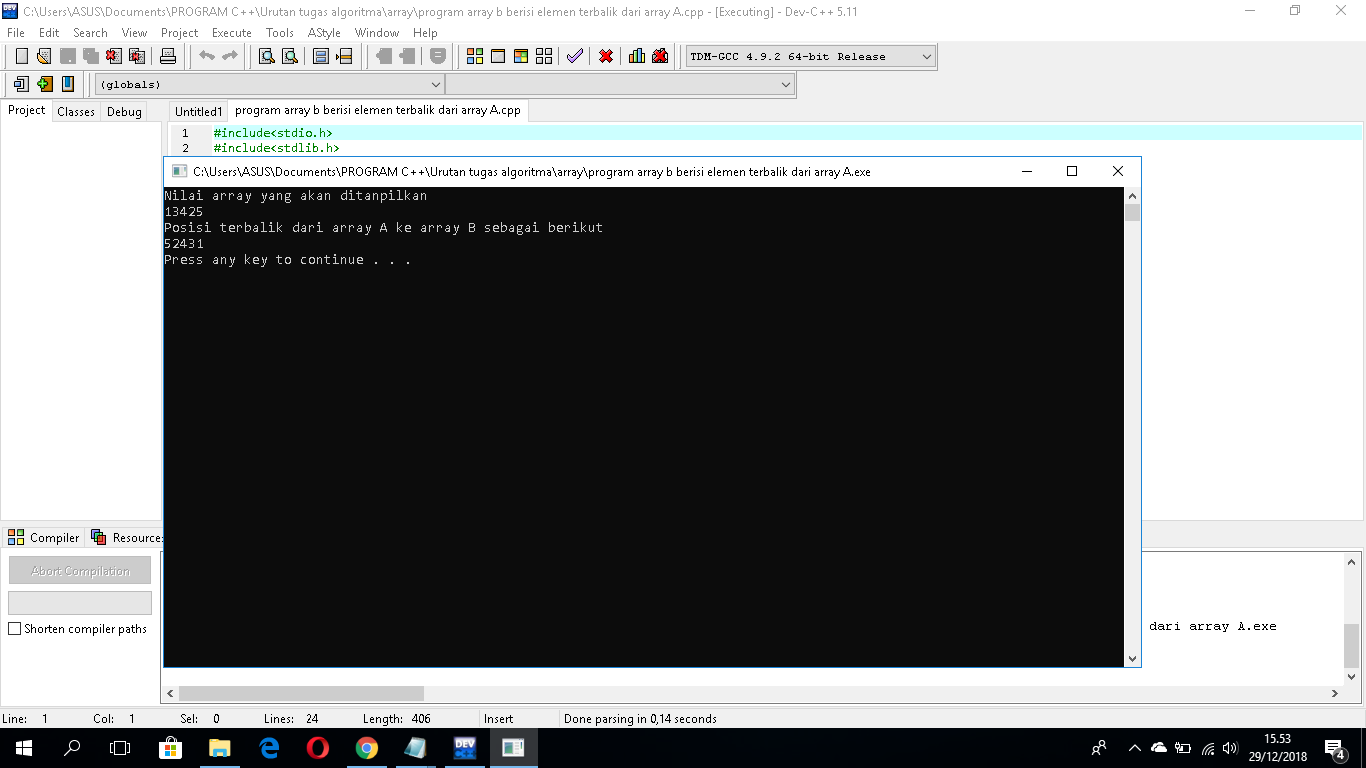 C:\Users\ASUS\Documents\PROGRAM C++\Urutan tugas algoritma\array\program array b berisi elemen terbalik dari array A.cpp - [Executing] - Dev-C++ 5.11
File Edit Search View Project Execute Tools AStyle Window Help
TDM-GCC 4.9.2 64-bit Release
(globals)
Project Classes Debug
Untitled1 program array b berisi elemen terbalik dari array A.cpp
1 #include<stdio.h>
2 #include<stdlib.h>
C:\Users\ASUS\Documents\PROGRAM C++\Urutan tugas algoritma\array\program array b berisi elemen terbalik dari array A.exe
Nilai array yang akan ditanpilkan
13425
Posisi terbalik dari array A ke array B sebagai berikut
52431
Press any key to continue . . .
Compiler Resource
Abort Compilation
Shorten compiler paths
dari array A.exe
Line: 1 Col: 1 Sel: 0 Lines: 24 Length: 406 Insert Done parsing in 0,14 seconds
DEV
15.53
29/12/2018
4